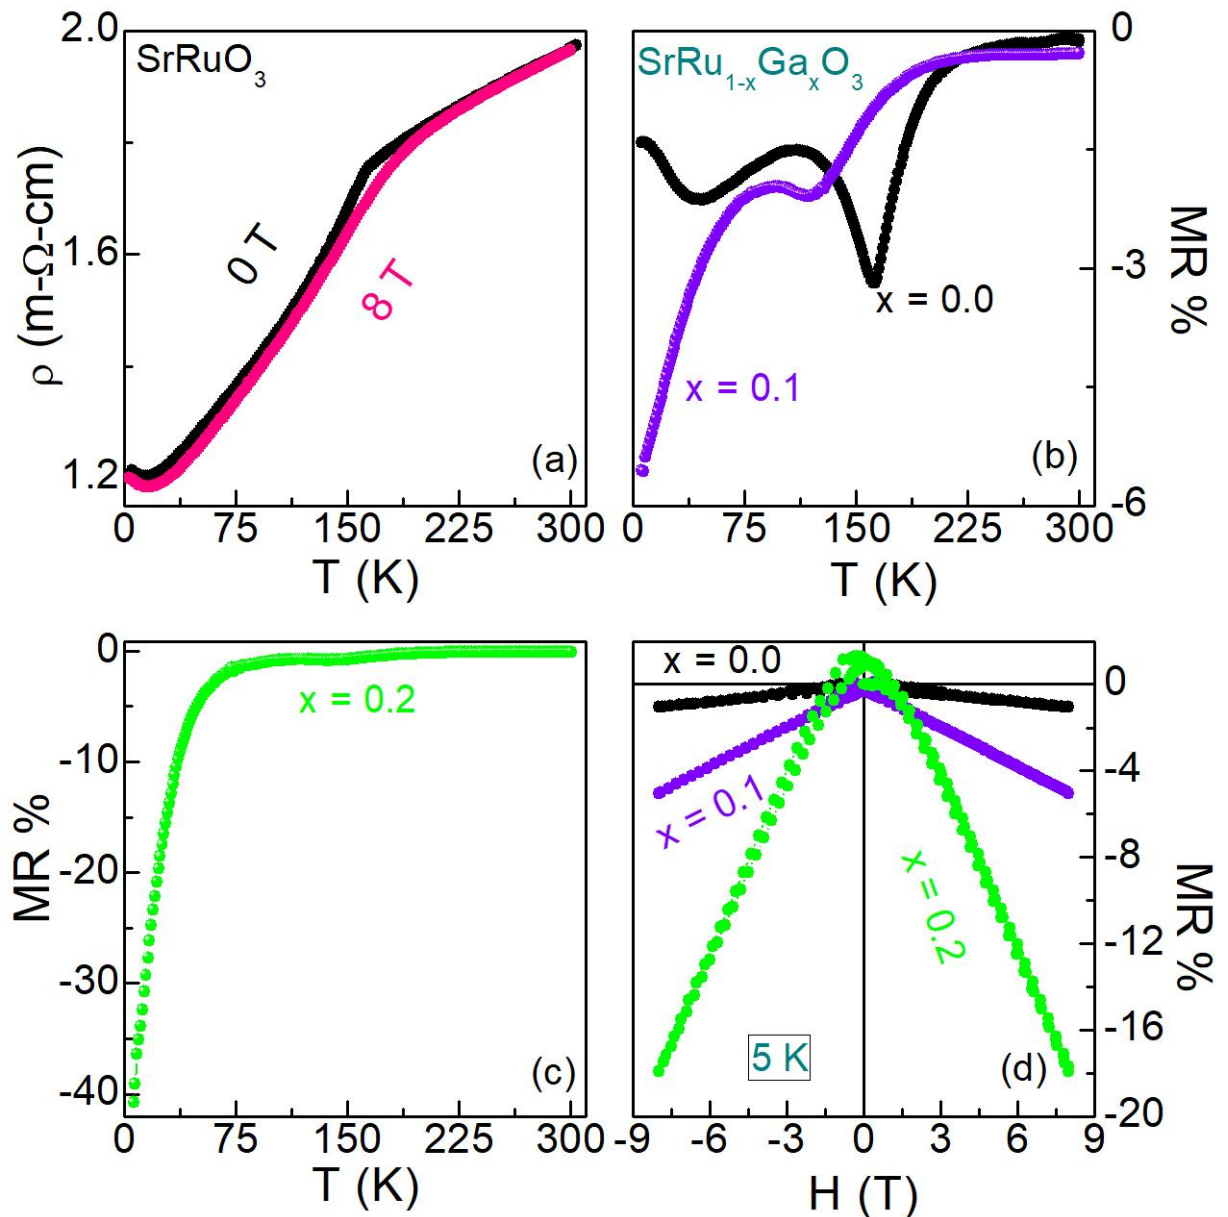 2.0
1.6
1.2
ρ (m-Ω-cm)
SrRuO₃
0 T
8 T
(a)
0 75 150 225 300
T (K)
SrRu₁₋ₓGaₓO₃
x = 0.0
x = 0.1
(b)
0
-3
-6
MR %
0 75 150 225 300
T (K)
0
-10
-20
-30
-40
MR %
x = 0.2
(c)
0 75 150 225 300
T (K)
x = 0.0
x = 0.1
x = 0.2
5 K
(d)
0
-4
-8
-12
-16
-20
MR %
-9 -6 -3 0 3 6 9
H (T)